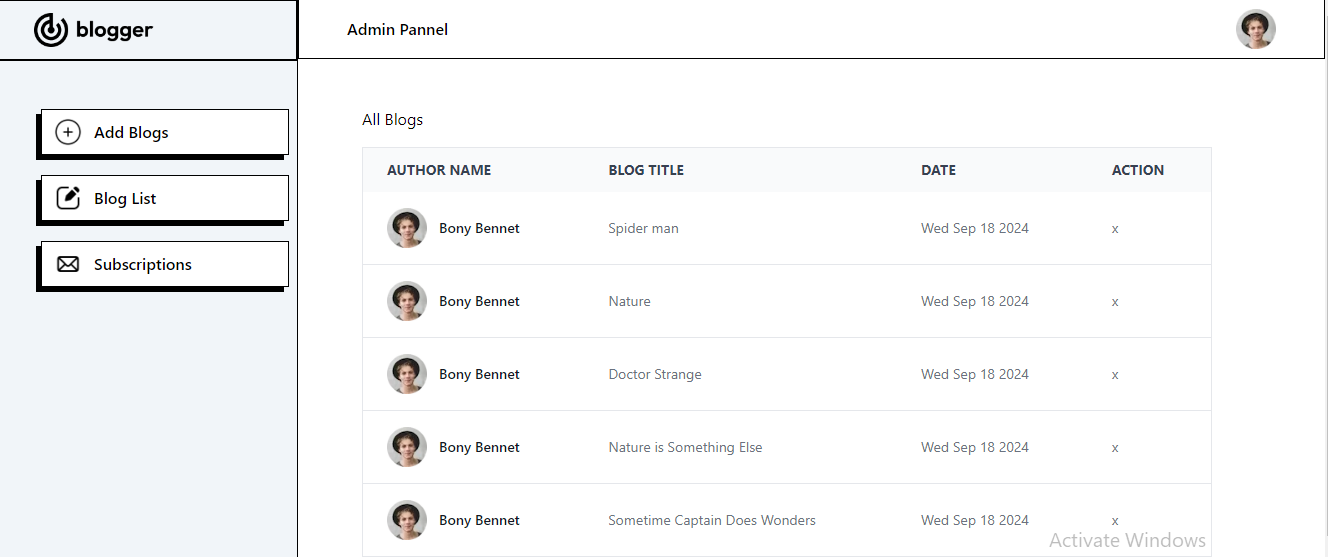 blogger
Admin Pannel
Add Blogs
Blog List
Subscriptions
All Blogs
AUTHOR NAME BLOG TITLE DATE ACTION
Bony Bennet Spider man Wed Sep 18 2024 x
Bony Bennet Nature Wed Sep 18 2024 x
Bony Bennet Doctor Strange Wed Sep 18 2024 x
Bony Bennet Nature is Something Else Wed Sep 18 2024 x
Bony Bennet Sometime Captain Does Wonders Wed Sep 18 2024 x
Activate Windows